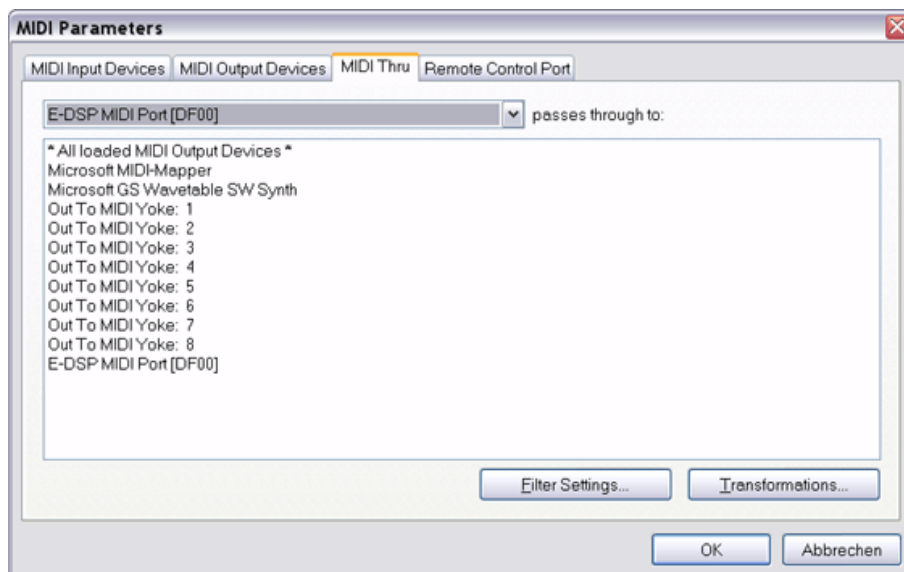 MIDI Parameters
MIDI Input Devices MIDI Output Devices MIDI Thru Remote Control Port
E-DSP MIDI Port [DF00] passes through to:
* All loaded MIDI Output Devices *
Microsoft MIDI-Mapper
Microsoft GS Wavetable SW Synth
Out To MIDI Yoke: 1
Out To MIDI Yoke: 2
Out To MIDI Yoke: 3
Out To MIDI Yoke: 4
Out To MIDI Yoke: 5
Out To MIDI Yoke: 6
Out To MIDI Yoke: 7
Out To MIDI Yoke: 8
E-DSP MIDI Port [DF00]
Filter Settings... Transformations...
OK Abbrechen